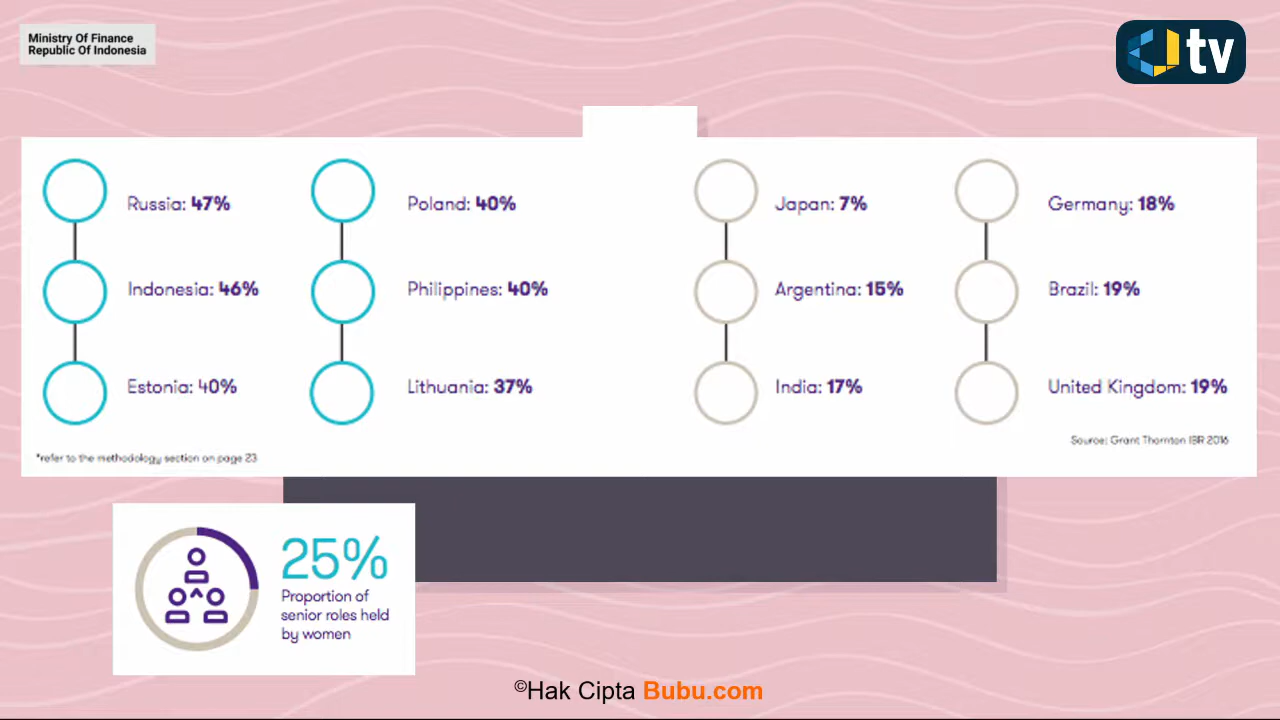 Ministry Of Finance
Republic Of Indonesia
tv
Russia: 47%
Indonesia: 46%
Estonia: 40%
Poland: 40%
Philippines: 40%
Lithuania: 37%
Japan: 7%
Argentina: 15%
India: 17%
Germany: 18%
Brazil: 19%
United Kingdom: 19%
Source: Grant Thornton IBR 2016
*refer to the methodology section on page 23
25%
Proportion of
senior roles held
by women
©Hak Cipta Bubu.com